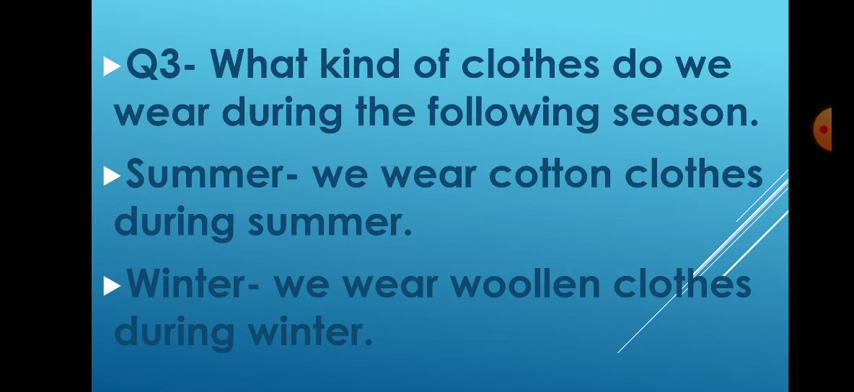 Q3- What kind of clothes do we
wear during the following season.
Summer- we wear cotton clothes
during summer.
Winter- we wear woollen clothes
during winter.